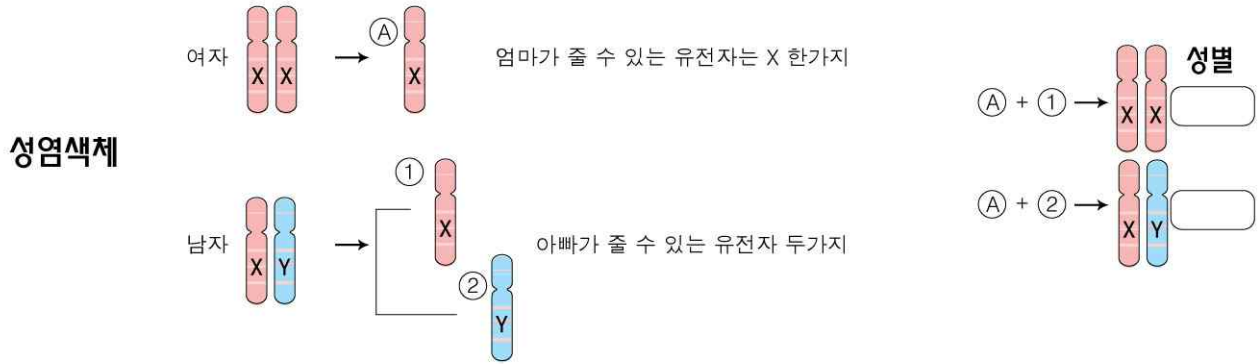 성염색체
여자 X X → Ⓐ X 엄마가 줄 수 있는 유전자는 X 한가지
남자 X Y → ① X ② Y 아빠가 줄 수 있는 유전자 두가지
성별
Ⓐ + ① → X X
Ⓐ + ② → X Y